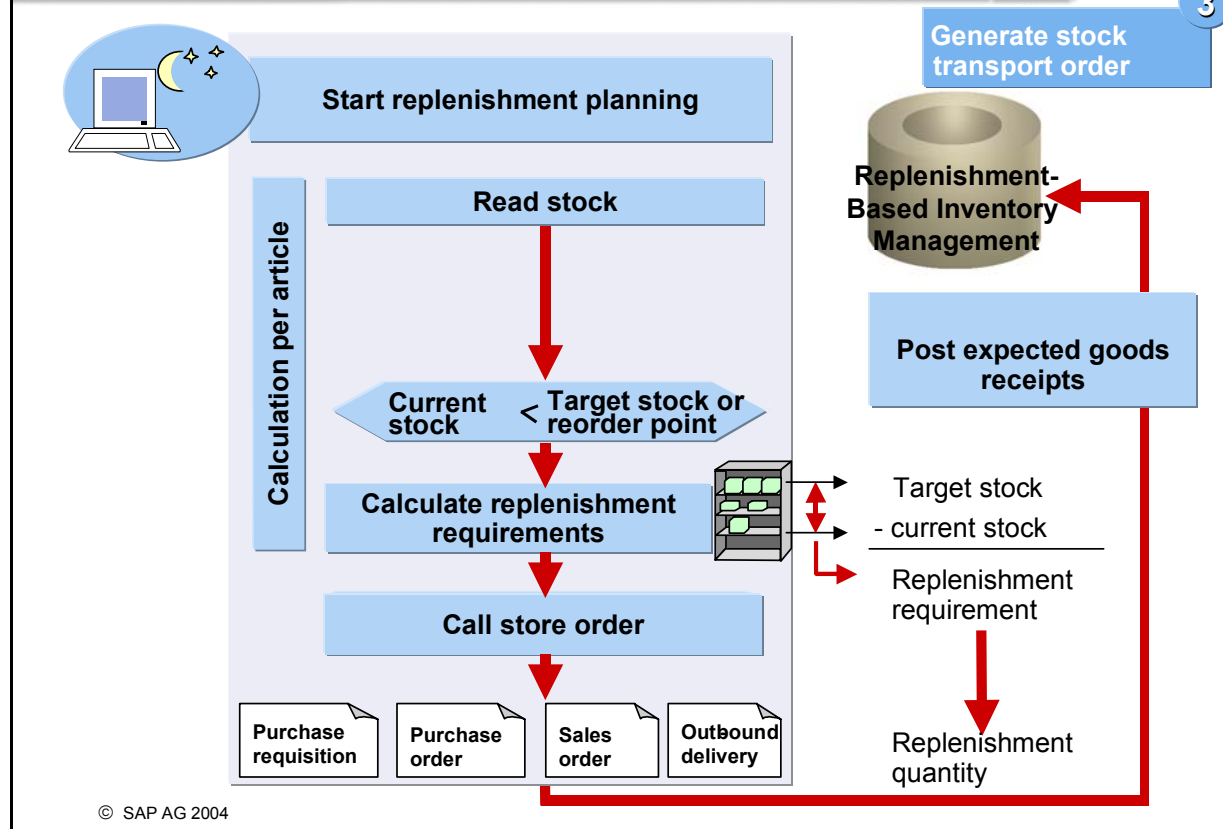 3
Generate stock
transport order
Start replenishment planning
Calculation per article
Read stock
Current
stock
<
Target stock or
reorder point
Calculate replenishment
requirements
Call store order
Purchase
requisition
Purchase
order
Sales
order
Outbound
delivery
Replenishment-
Based Inventory
Management
Post expected goods
receipts
Target stock
- current stock
Replenishment
requirement
Replenishment
quantity
© SAP AG 2004